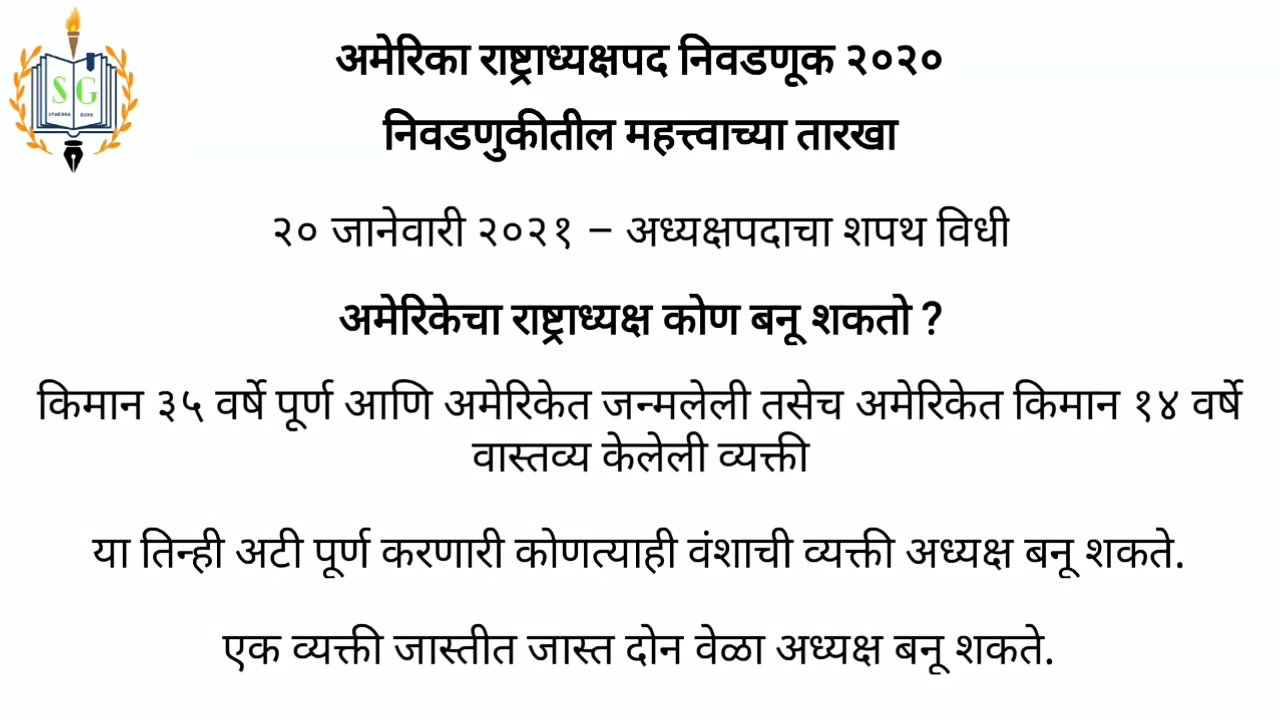 SG
SPARDHA GURU
अमेरिका राष्ट्राध्यक्षपद निवडणूक २०२०
निवडणुकीतील महत्त्वाच्या तारखा
२० जानेवारी २०२१ – अध्यक्षपदाचा शपथ विधी
अमेरिकेचा राष्ट्राध्यक्ष कोण बनू शकतो ?
किमान ३५ वर्षे पूर्ण आणि अमेरिकेत जन्मलेली तसेच अमेरिकेत किमान १४ वर्षे
वास्तव्य केलेली व्यक्ती
या तिन्ही अटी पूर्ण करणारी कोणत्याही वंशाची व्यक्ती अध्यक्ष बनू शकते.
एक व्यक्ती जास्तीत जास्त दोन वेळा अध्यक्ष बनू शकते.